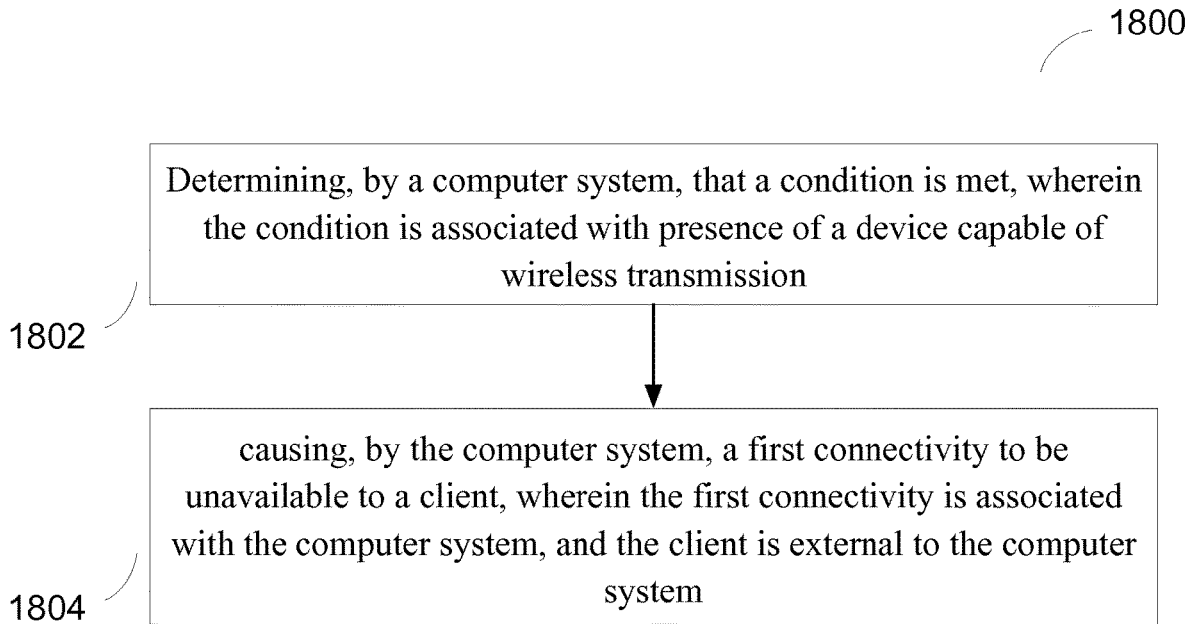 1800
Determining, by a computer system, that a condition is met, wherein
the condition is associated with presence of a device capable of
wireless transmission
1802
causing, by the computer system, a first connectivity to be
unavailable to a client, wherein the first connectivity is associated
with the computer system, and the client is external to the computer
system
1804